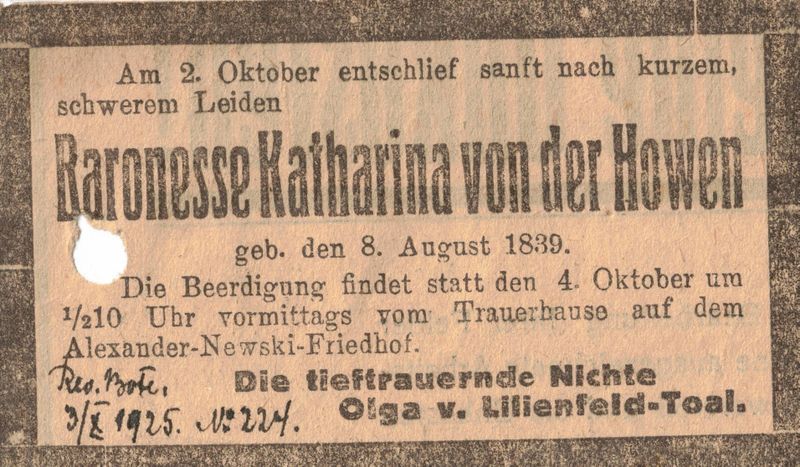 Am 2. Oktober entschlief sanft nach kurzem,
schwerem Leiden
Baronesse Katharina von der Howen
geb. den 8. August 1839.
Die Beerdigung findet statt den 4. Oktober um
1/210 Uhr vormittags vom Trauerhause auf dem
Alexander-Newski-Friedhof.
Die tieftrauernde Nichte
Olga v. Lilienfeld-Toal.
Rev. Bote,
3/X 1925. № 224.